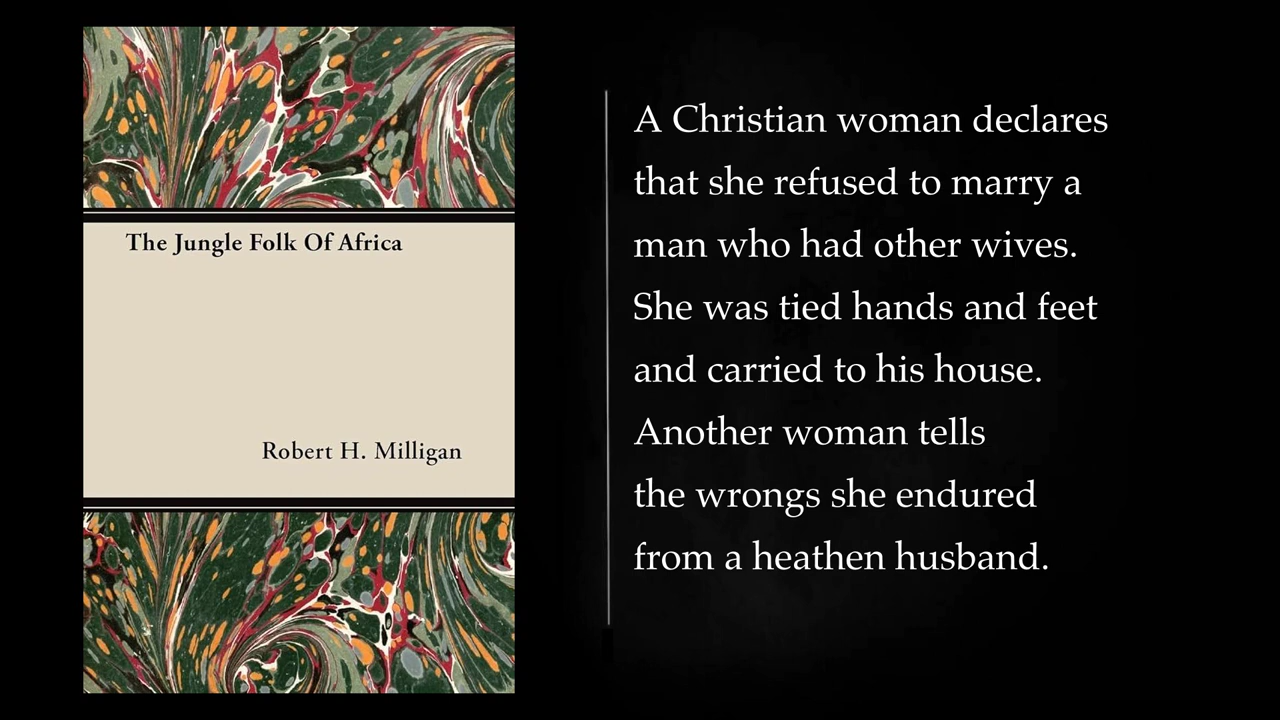 The Jungle Folk Of Africa
Robert H. Milligan
A Christian woman declares
that she refused to marry a
man who had other wives.
She was tied hands and feet
and carried to his house.
Another woman tells
the wrongs she endured
from a heathen husband.